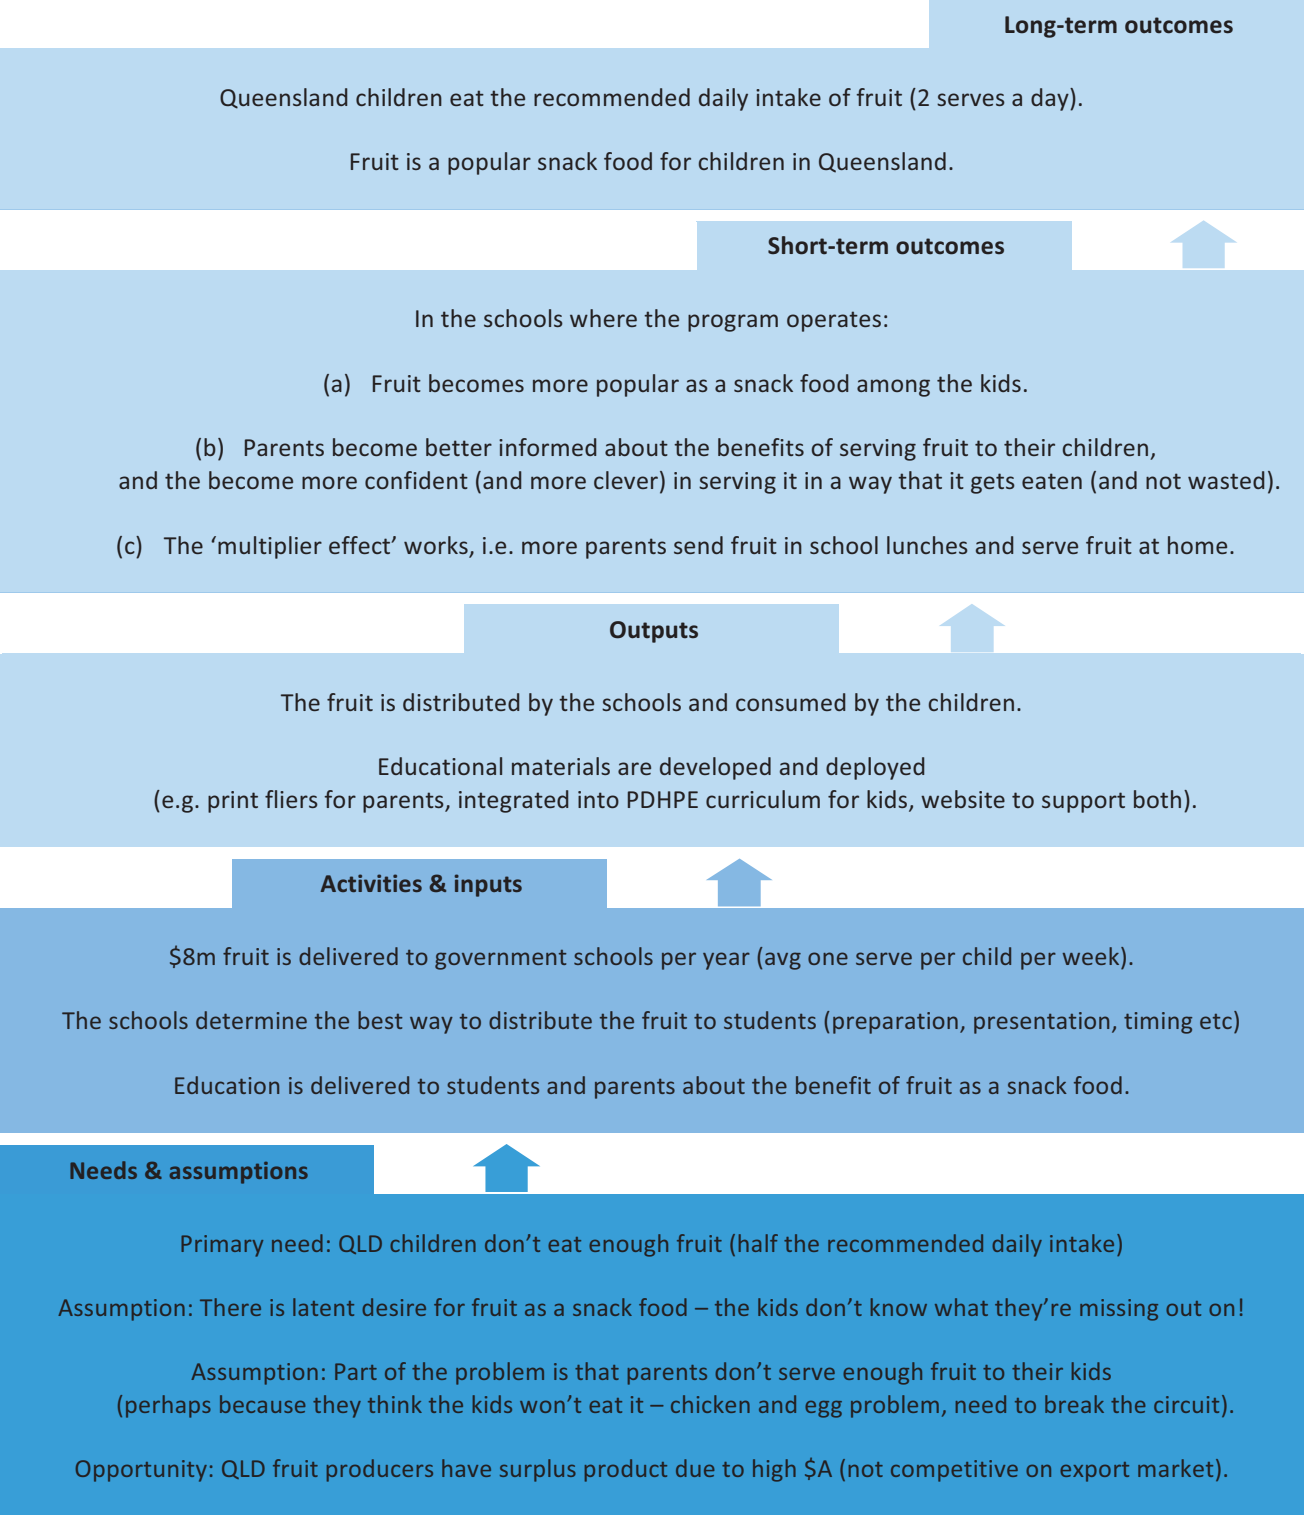 Long-term outcomes
Queensland children eat the recommended daily intake of fruit (2 serves a day).
Fruit is a popular snack food for children in Queensland.
Short-term outcomes
In the schools where the program operates:
(a) Fruit becomes more popular as a snack food among the kids.
(b) Parents become better informed about the benefits of serving fruit to their children,
and the become more confident (and more clever) in serving it in a way that it gets eaten (and not wasted).
(c) The ‘multiplier effect’ works, i.e. more parents send fruit in school lunches and serve fruit at home.
Outputs
The fruit is distributed by the schools and consumed by the children.
Educational materials are developed and deployed
(e.g. print fliers for parents, integrated into PDHPE curriculum for kids, website to support both).
Activities & inputs
$8m fruit is delivered to government schools per year (avg one serve per child per week).
The schools determine the best way to distribute the fruit to students (preparation, presentation, timing etc)
Education is delivered to students and parents about the benefit of fruit as a snack food.
Needs & assumptions
Primary need: QLD children don’t eat enough fruit (half the recommended daily intake)
Assumption: There is latent desire for fruit as a snack food – the kids don’t know what they’re missing out on!
Assumption: Part of the problem is that parents don’t serve enough fruit to their kids
(perhaps because they think the kids won’t eat it – chicken and egg problem, need to break the circuit).
Opportunity: QLD fruit producers have surplus product due to high $A (not competitive on export market).